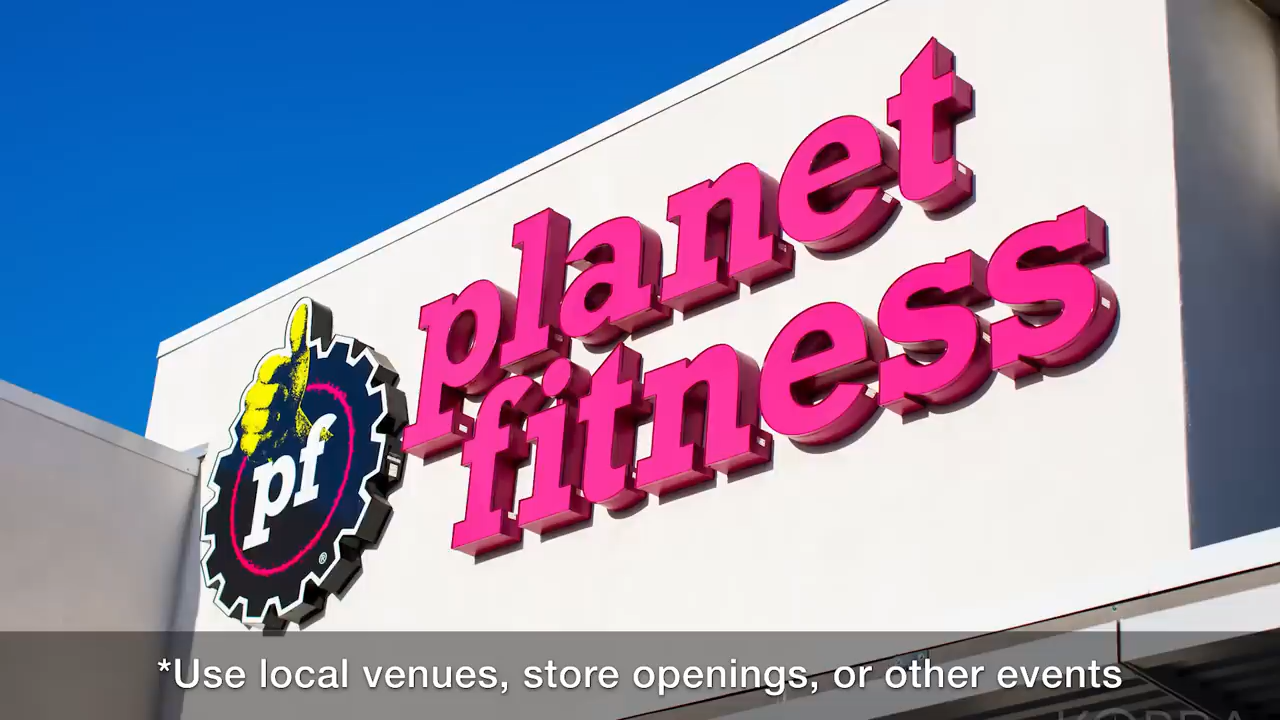 planet
fitness
pf
®
*Use local venues, store openings, or other events